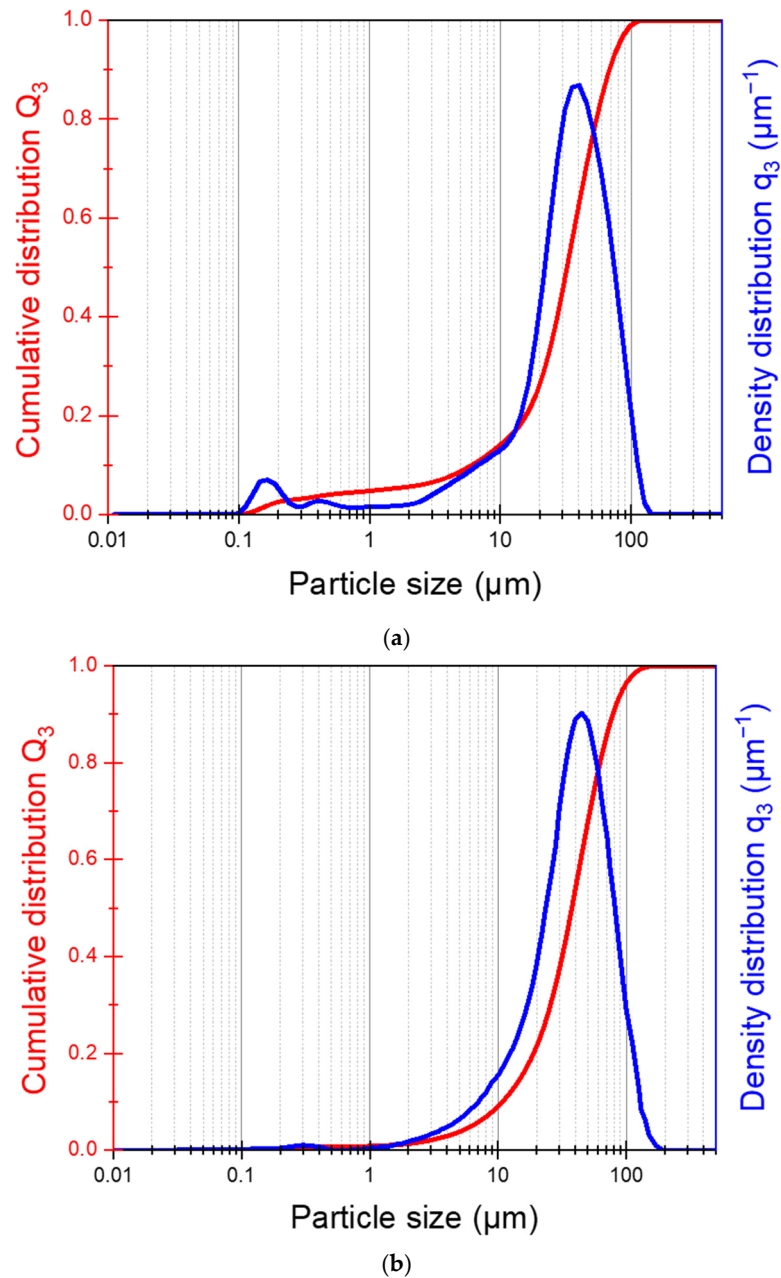 Cumulative distribution Q₃
1.0
0.8
0.6
0.4
0.2
0.0
0.01
0.1
1
10
100
Particle size (μm)
Density distribution q₃ (μm⁻¹)
(a)
Cumulative distribution Q₃
1.0
0.8
0.6
0.4
0.2
0.0
0.01
0.1
1
10
100
Particle size (μm)
Density distribution q₃ (μm⁻¹)
(b)